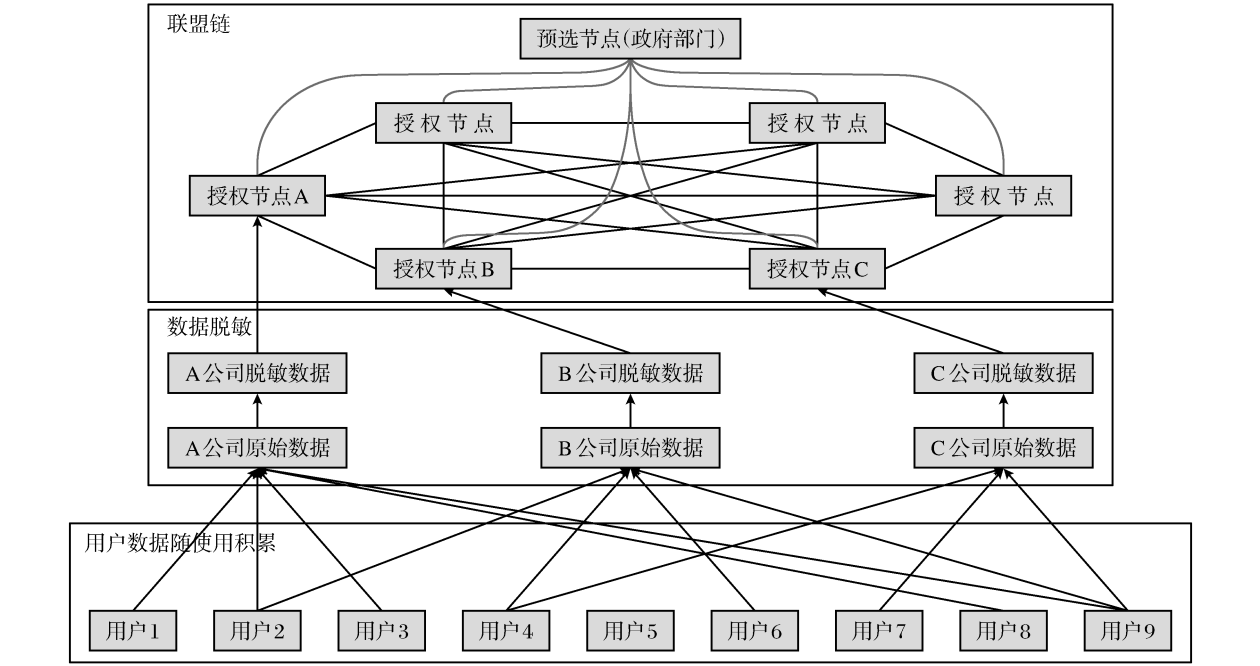 联盟链
预选节点(政府部门)
授权节点
授权节点
授权节点A
授权节点
授权节点B
授权节点C
数据脱敏
A公司脱敏数据
B公司脱敏数据
C公司脱敏数据
A公司原始数据
B公司原始数据
C公司原始数据
用户数据随使用积累
用户1
用户2
用户3
用户4
用户5
用户6
用户7
用户8
用户9